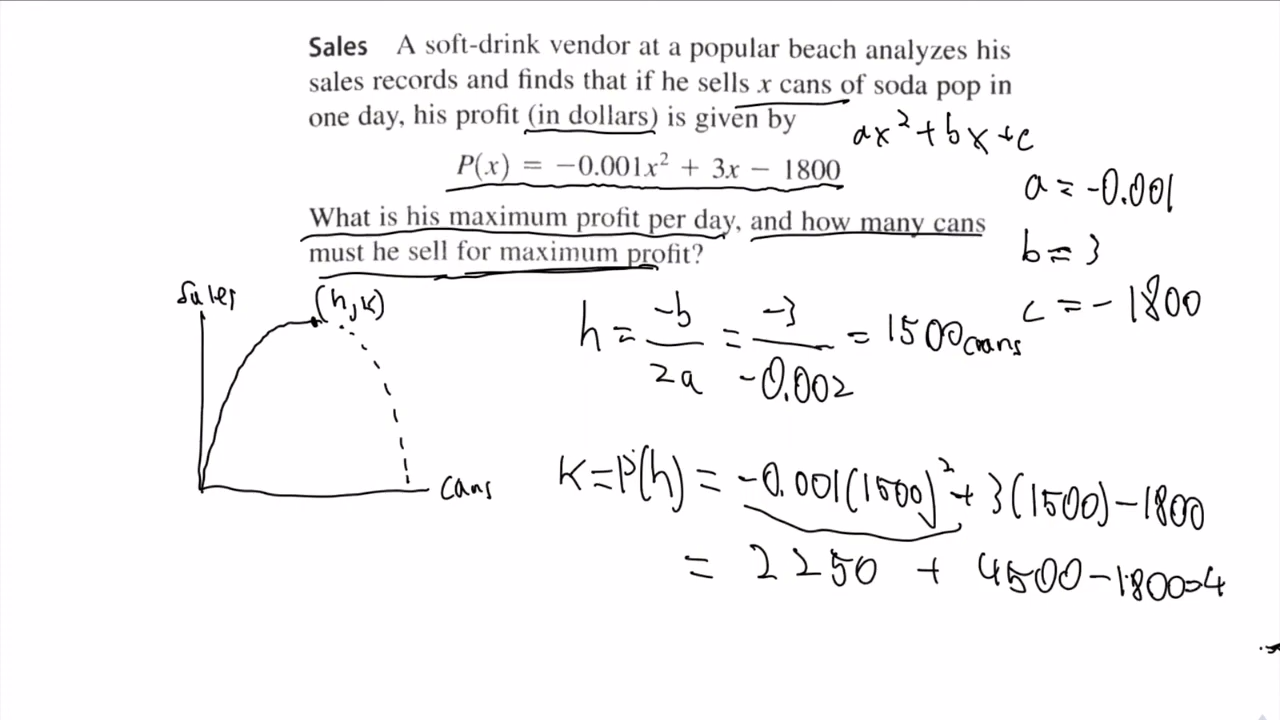 Sales A soft-drink vendor at a popular beach analyzes his
sales records and finds that if he sells x cans of soda pop in
one day, his profit (in dollars) is given by
ax² + bx + c
P(x) = −0.001x² + 3x − 1800
a = -0.001
What is his maximum profit per day, and how many cans
must he sell for maximum profit?
b = 3
c = - 1800
Sales
(h,k)
h = -b/2a = -3/-0.002 = 1500 cans
cans
K = P(h) = -0.001(1500)² + 3(1500) - 1800
= 2250 + 4500 - 1800 = 4